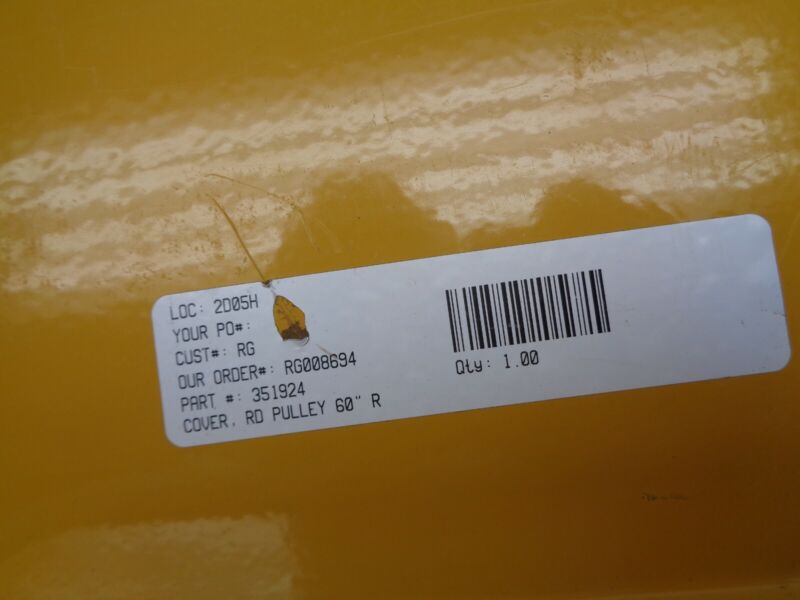 LOC: 2D05H
YOUR PO#:
CUST#: RG
OUR ORDER#: RG008694
PART #: 351924
COVER, RD PULLEY 60" R
Qty: 1.00